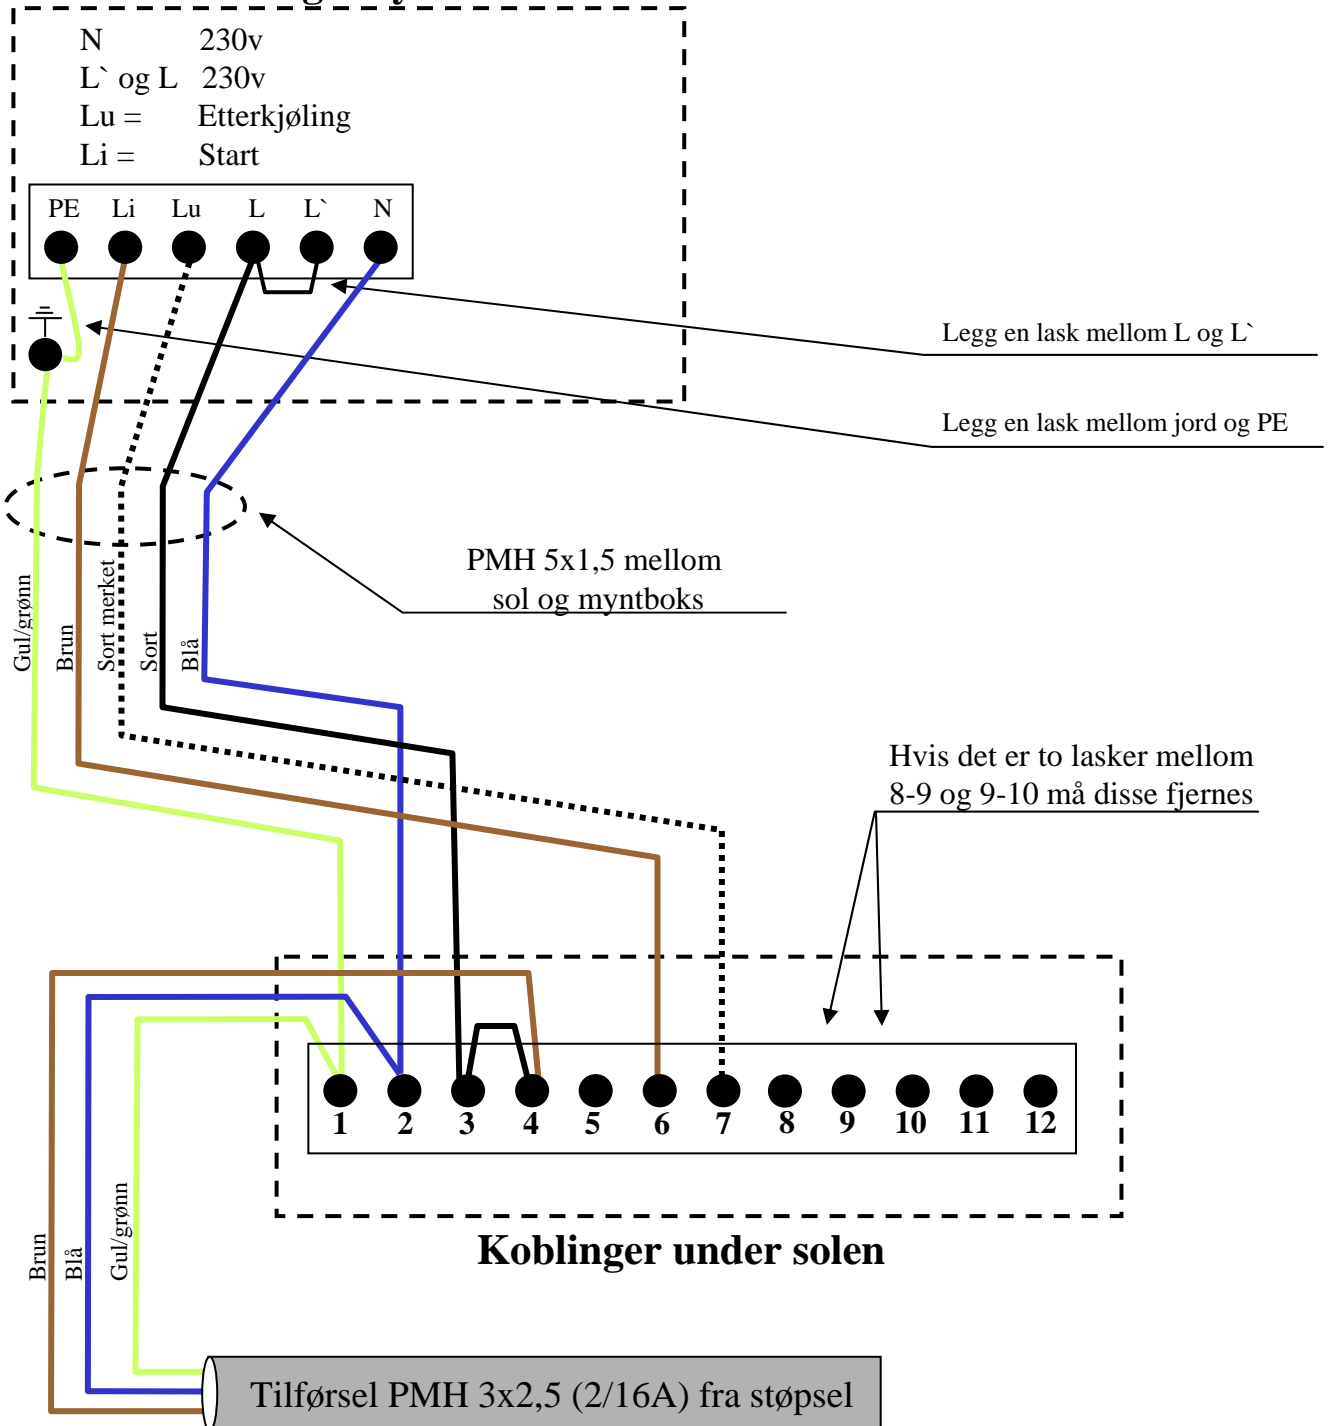 N 230v
L` og L 230v
Lu = Etterkjøling
Li = Start
PE Li Lu L L` N
Legg en lask mellom L og L`
Legg en lask mellom jord og PE
PMH 5x1,5 mellom
sol og myntboks
Gul/grønn
Brun
Sort merket
Sort
Blå
Hvis det er to lasker mellom
8-9 og 9-10 må disse fjernes
1 2 3 4 5 6 7 8 9 10 11 12
Koblinger under solen
Brun
Blå
Gul/grønn
Tilførsel PMH 3x2,5 (2/16A) fra støpsel